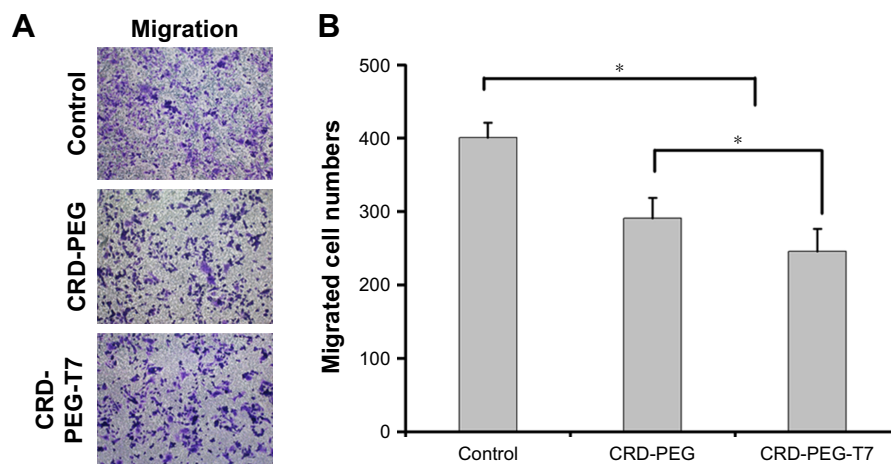 A
Migration
Control
CRD-PEG
CRD-
PEG-T7
B
Migrated cell numbers
500
400
300
200
100
0
*
*
Control
CRD-PEG
CRD-PEG-T7